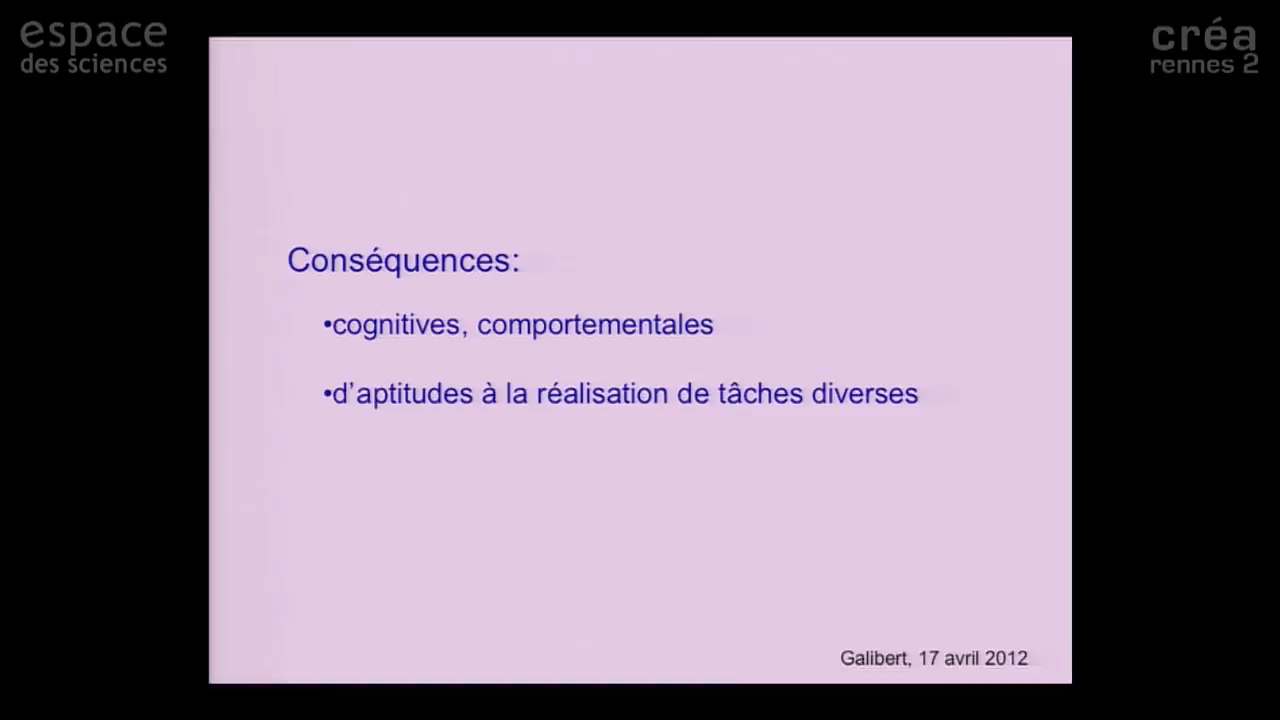 espace
des sciences
créa
rennes 2
Conséquences:
•cognitives, comportementales
•d’aptitudes à la réalisation de tâches diverses
Galibert, 17 avril 2012